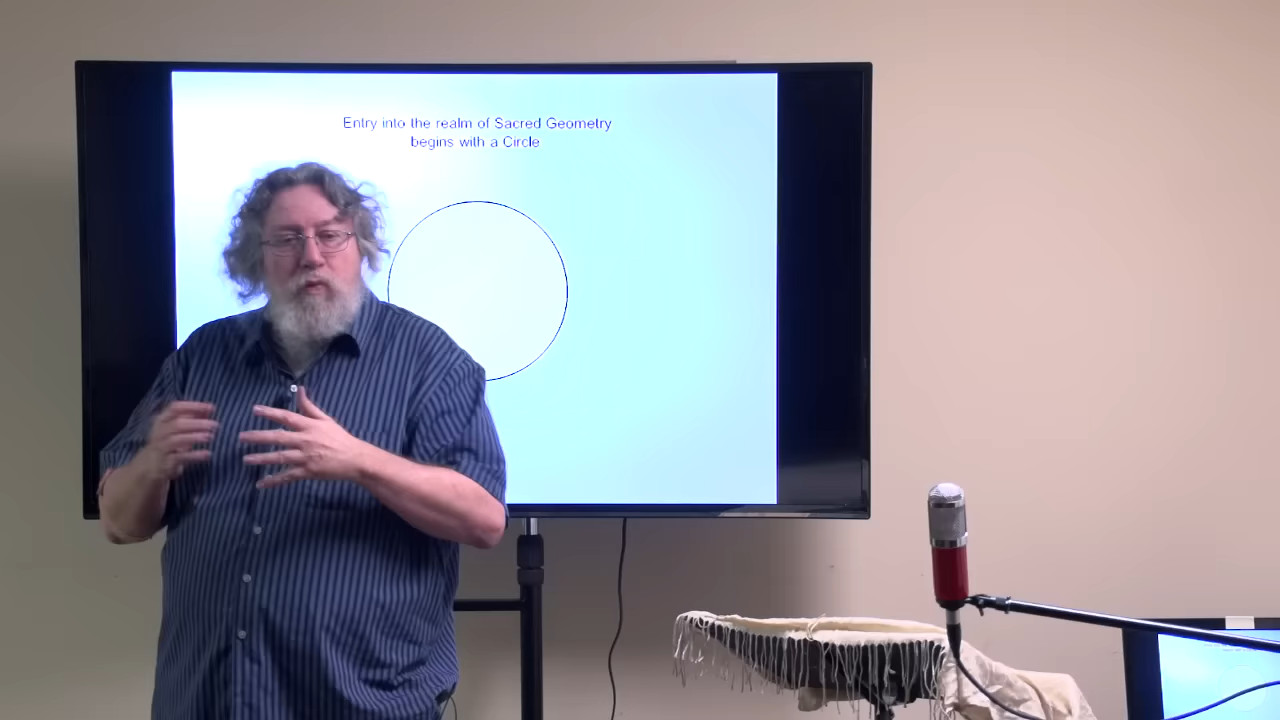 Entry into the realm of Sacred Geometry
begins with a Circle